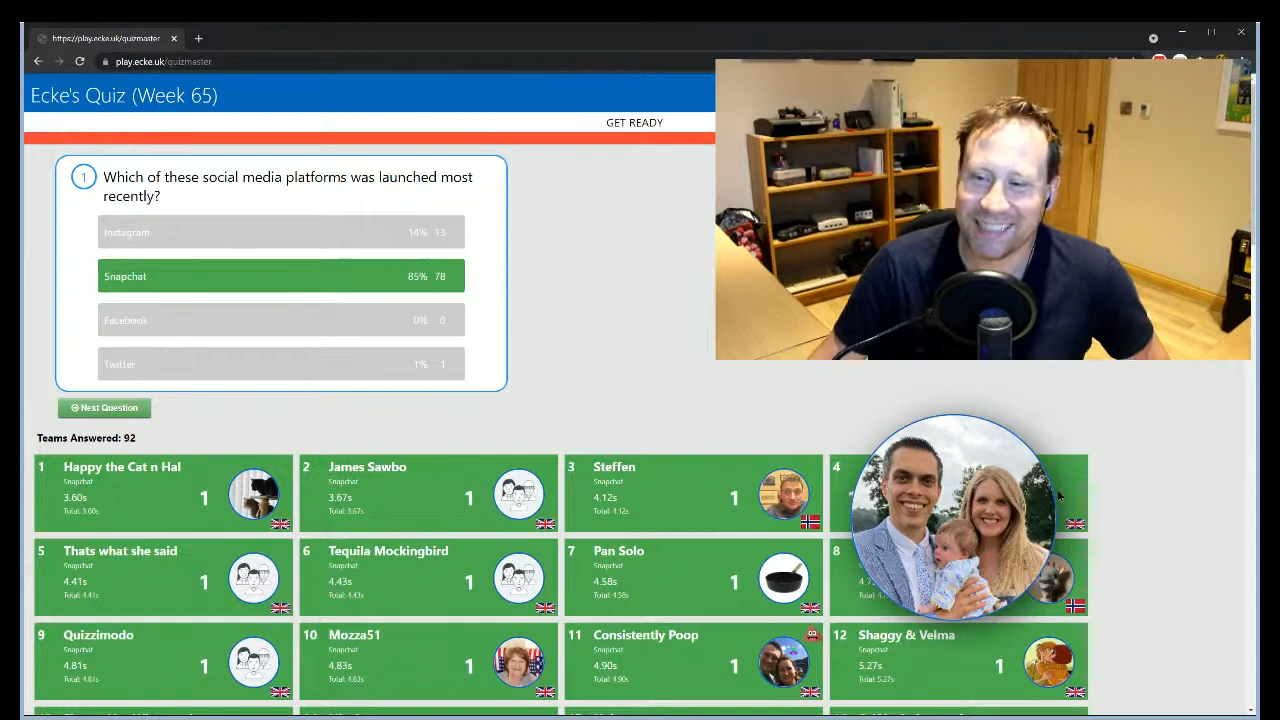 https://play.ecke.uk/quizmaster
play.ecke.uk/quizmaster
Ecke's Quiz (Week 65)
GET READY
1 Which of these social media platforms was launched most
recently?
Instagram 14% 13
Snapchat 85% 78
Facebook 0% 0
Twitter 1% 1
Next Question
Teams Answered: 92
1 Happy the Cat n Hal
Snapchat
3.60s
1
Total: 3.60s
2 James Sawbo
Snapchat
3.67s
1
Total: 3.67s
3 Steffen
Snapchat
4.12s
1
Total: 4.12s
4
5 Thats what she said
Snapchat
4.41s
1
Total: 4.41s
6 Tequila Mockingbird
Snapchat
4.43s
1
Total: 4.43s
7 Pan Solo
Snapchat
4.58s
1
Total: 4.58s
8
9 Quizzimodo
Snapchat
4.81s
1
Total: 4.81s
10 Mozza51
Snapchat
4.83s
1
Total: 4.83s
11 Consistently Poop
Snapchat
4.90s
1
Total: 4.90s
12 Shaggy & Velma
Snapchat
5.27s
1
Total: 5.27s